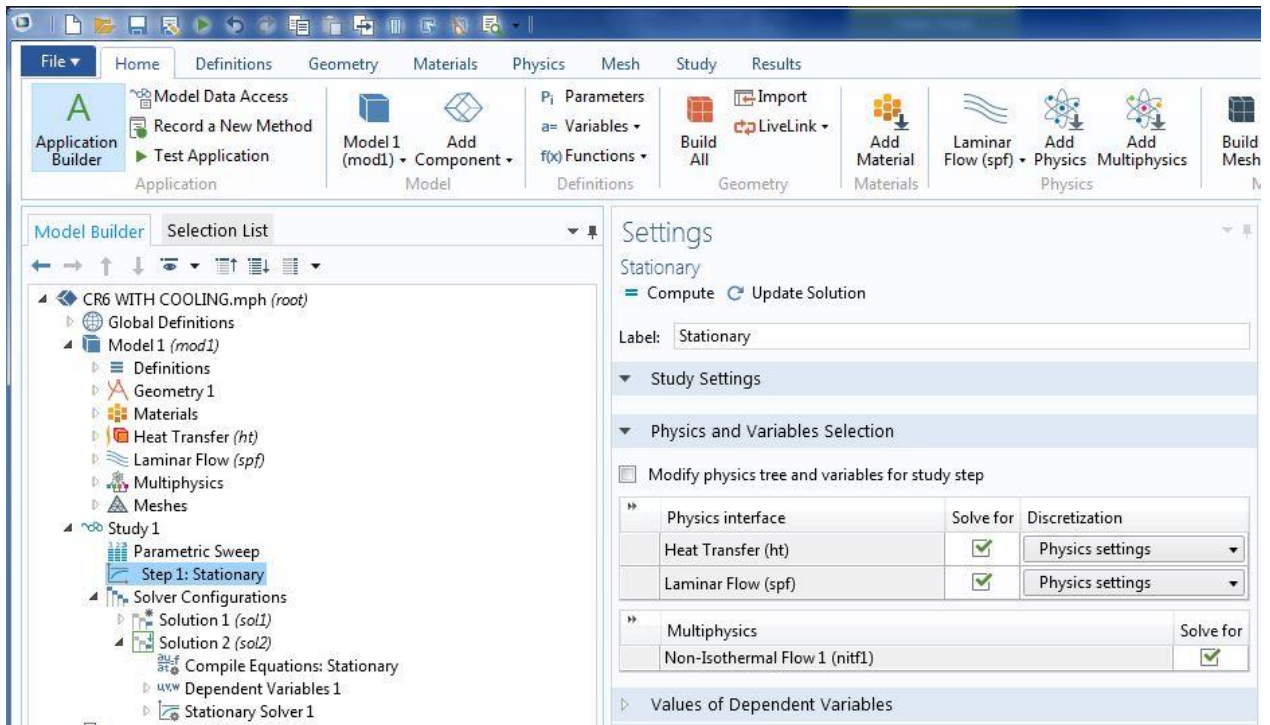 File
Home
Definitions
Geometry
Materials
Physics
Mesh
Study
Results
Application Builder
Model Data Access
Record a New Method
Test Application
Application
Model 1 (mod1)
Add Component
Model
Pi Parameters
a= Variables
f(x) Functions
Definitions
Build All
Import
LiveLink
Geometry
Add Material
Materials
Laminar Flow (spf)
Add Physics
Add Multiphysics
Physics
Build Mesh
Model Builder
Selection List
CR6 WITH COOLING.mph (root)
Global Definitions
Model 1 (mod1)
Definitions
Geometry 1
Materials
Heat Transfer (ht)
Laminar Flow (spf)
Multiphysics
Meshes
Study 1
Parametric Sweep
Step 1: Stationary
Solver Configurations
Solution 1 (sol1)
Solution 2 (sol2)
Compile Equations: Stationary
Dependent Variables 1
Stationary Solver 1
Settings
Stationary
= Compute Update Solution
Label: Stationary
Study Settings
Physics and Variables Selection
Modify physics tree and variables for study step
Physics interface Solve for Discretization
Heat Transfer (ht) Physics settings
Laminar Flow (spf) Physics settings
Multiphysics Solve for
Non-Isothermal Flow 1 (nitf1)
Values of Dependent Variables